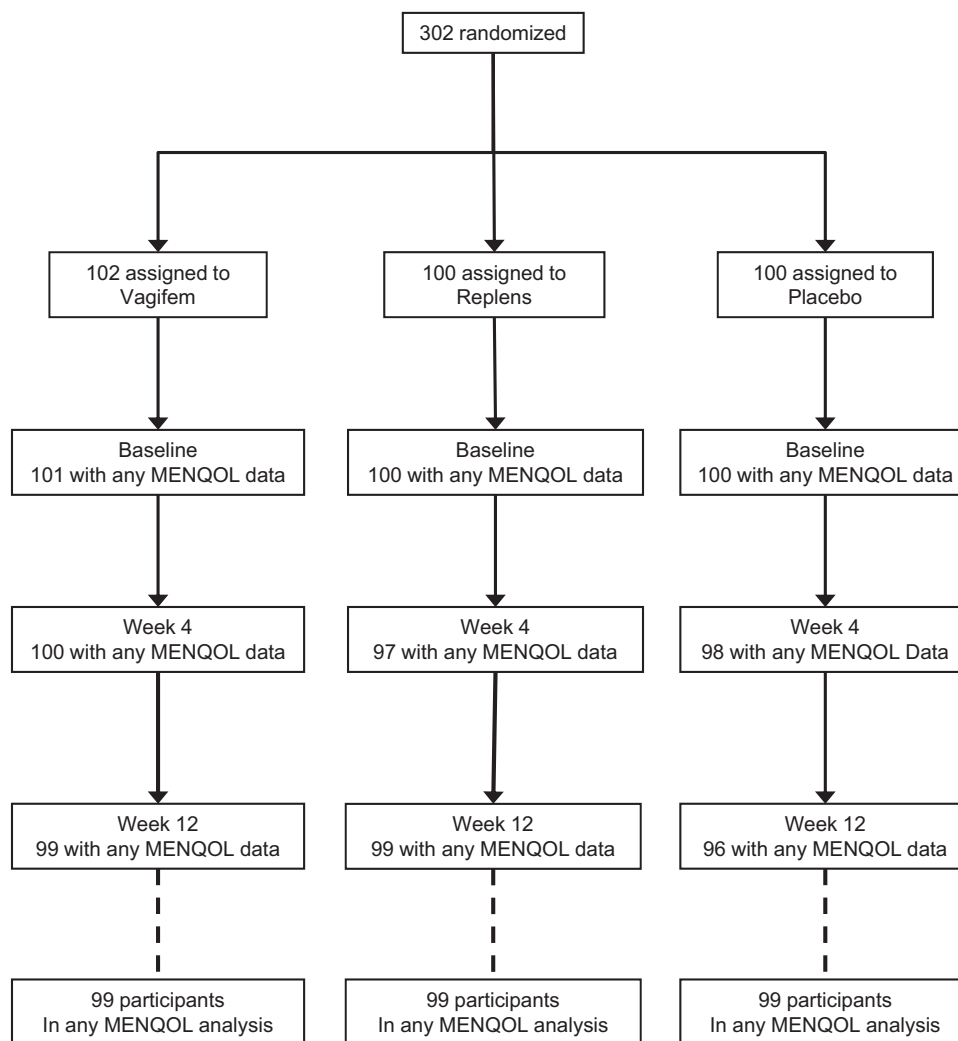 302 randomized
102 assigned to
Vagifem
100 assigned to
Replens
100 assigned to
Placebo
Baseline
101 with any MENQOL data
Baseline
100 with any MENQOL data
Baseline
100 with any MENQOL data
Week 4
100 with any MENQOL data
Week 4
97 with any MENQOL data
Week 4
98 with any MENQOL Data
Week 12
99 with any MENQOL data
Week 12
99 with any MENQOL data
Week 12
96 with any MENQOL data
99 participants
In any MENQOL analysis
99 participants
In any MENQOL analysis
99 participants
In any MENQOL analysis